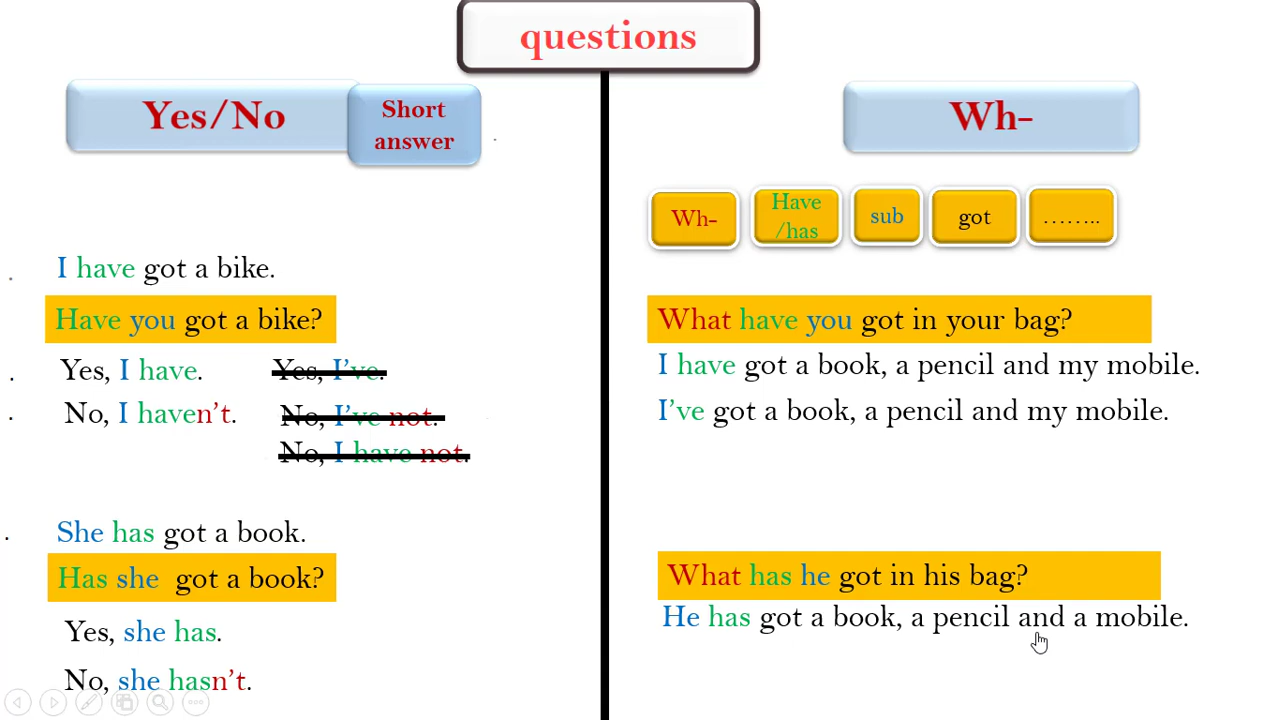 questions
Yes/No
Short
answer
I have got a bike.
Have you got a bike?
Yes, I have. Yes, I've.
No, I haven't. No, I've not.
No, I have not.
She has got a book.
Has she got a book?
Yes, she has.
No, she hasn't.
Wh-
Wh- Have /has sub got ……..
What have you got in your bag?
I have got a book, a pencil and my mobile.
I've got a book, a pencil and my mobile.
What has he got in his bag?
He has got a book, a pencil and a mobile.